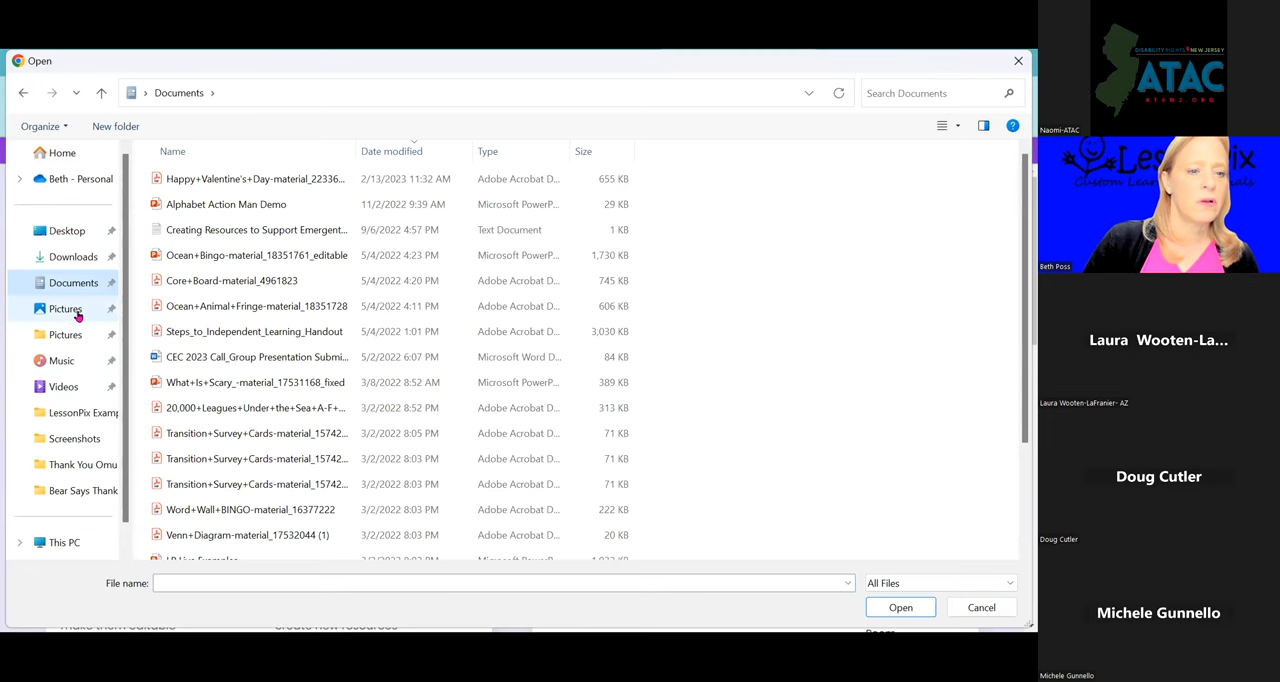 Open
Documents
Search Documents
Organize
New folder
Home
Beth - Personal
Desktop
Downloads
Documents
Pictures
Pictures
Music
Videos
LessonPix Examp
Screenshots
Thank You Omu
Bear Says Thank
This PC
Name Date modified Type Size
Happy+Valentine's+Day-material_22336... 2/13/2023 11:32 AM Adobe Acrobat D... 655 KB
Alphabet Action Man Demo 11/2/2022 9:39 AM Microsoft PowerP... 29 KB
Creating Resources to Support Emergent... 9/6/2022 4:57 PM Text Document 1 KB
Ocean+Bingo-material_18351761_editable 5/4/2022 4:23 PM Microsoft PowerP... 1,730 KB
Core+Board-material_4961823 5/4/2022 4:20 PM Adobe Acrobat D... 745 KB
Ocean+Animal+Fringe-material_18351728 5/4/2022 4:11 PM Adobe Acrobat D... 606 KB
Steps_to_Independent_Learning_Handout 5/4/2022 1:01 PM Adobe Acrobat D... 3,030 KB
CEC 2023 Call_Group Presentation Submi... 5/2/2022 6:07 PM Microsoft Word D... 84 KB
What+Is+Scary_-material_17531168_fixed 3/8/2022 8:52 AM Microsoft PowerP... 389 KB
20,000+Leagues+Under+the+Sea+A-F+... 3/2/2022 8:52 PM Adobe Acrobat D... 313 KB
Transition+Survey+Cards-material_15742... 3/2/2022 8:05 PM Adobe Acrobat D... 71 KB
Transition+Survey+Cards-material_15742... 3/2/2022 8:03 PM Adobe Acrobat D... 71 KB
Transition+Survey+Cards-material_15742... 3/2/2022 8:03 PM Adobe Acrobat D... 71 KB
Word+Wall+BINGO-material_16377222 3/2/2022 8:03 PM Adobe Acrobat D... 222 KB
Venn+Diagram-material_17532044 (1) 3/2/2022 8:03 PM Adobe Acrobat D... 20 KB
File name:
All Files
Open
Cancel
DISABILITY RIGHTS NEW JERSEY
ATAC
AT4NJ.ORG
Naomi-ATAC
Custom Lea
Beth Poss
Laura Wooten-La...
Laura Wooten-LaFranier- AZ
Doug Cutler
Doug Cutler
Michele Gunnello
Michele Gunnello